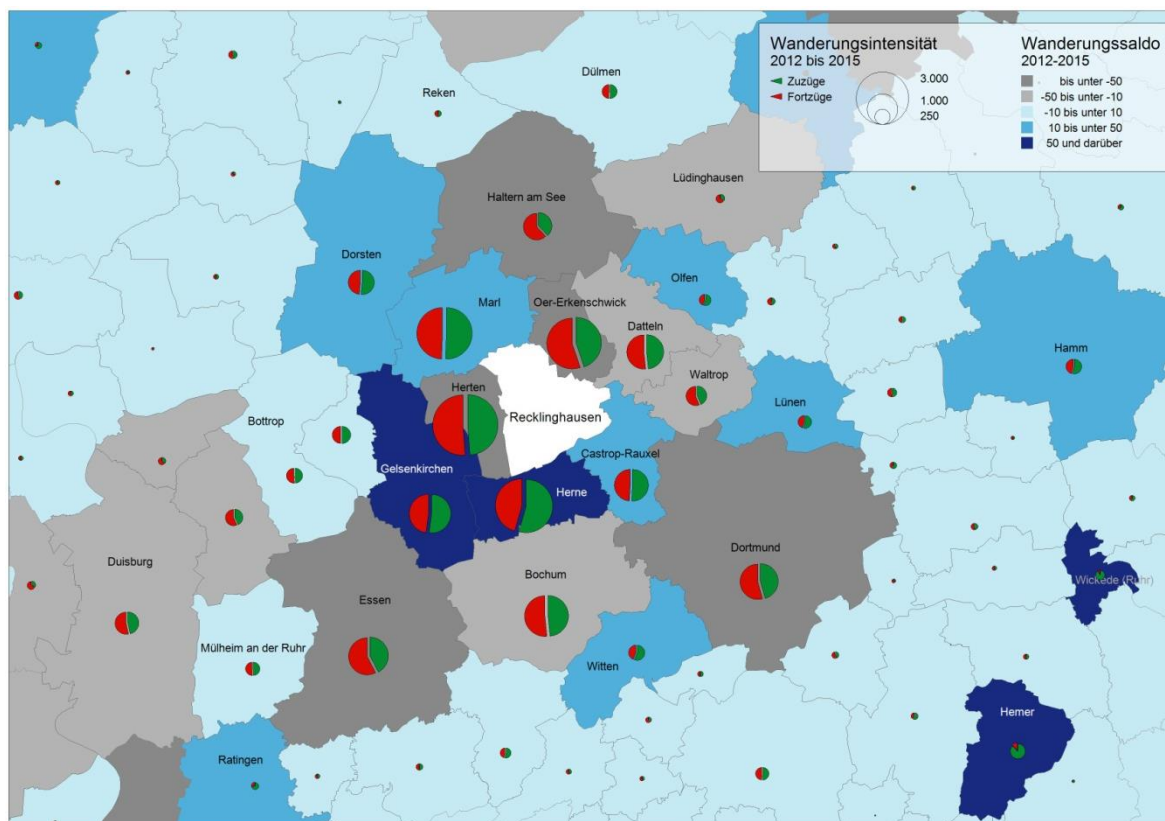 Wanderungsintensität
2012 bis 2015
Zuzüge
Fortzüge
3.000
1.000
250
Wanderungssaldo
2012-2015
bis unter -50
-50 bis unter -10
-10 bis unter 10
10 bis unter 50
50 und darüber
Dülmen
Reken
Lüdinghausen
Haltern am See
Dorsten
Olfen
Marl
Oer-Erkenschwick
Datteln
Hamm
Waltrop
Herten
Lünen
Recklinghausen
Bottrop
Castrop-Rauxel
Gelsenkirchen
Herne
Duisburg
Dortmund
Bochum
Wickede (Ruhr)
Essen
Mülheim an der Ruhr
Witten
Hemer
Ratingen